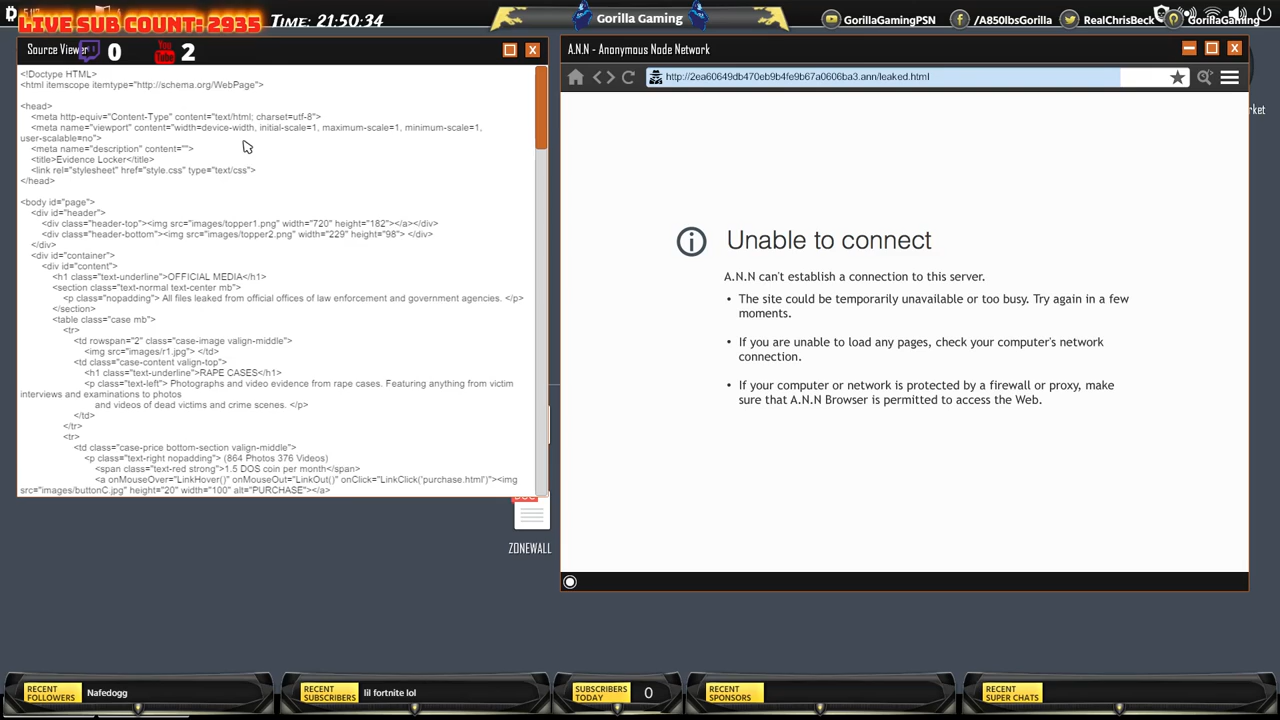 LIVE SUB COUNT: 2935
TIME: 21:50:34
Gorilla Gaming
GorillaGamingPSN
/A850lbsGorilla
RealChrisBeck
GorillaGaming
Source Viewer
0
2
<!Doctype HTML>
<html itemscope itemtype="http://schema.org/WebPage">
<head>
<meta http-equiv="Content-Type" content="text/html; charset=utf-8">
<meta name="viewport" content="width=device-width, initial-scale=1, maximum-scale=1, minimum-scale=1,
user-scalable=no">
<meta name="description" content="">
<title>Evidence Locker</title>
<link rel="stylesheet" href="style.css" type="text/css">
</head>
<body id="page">
<div id="header">
<div class="header-top"><img src="images/topper1.png" width="720" height="182"></a></div>
<div class="header-bottom"><img src="images/topper2.png" width="229" height="98"> </div>
</div>
<div id="container">
<div id="content">
<h1 class="text-underline">OFFICIAL MEDIA</h1>
<section class="text-normal text-center mb">
<p class="nopadding"> All files leaked from official offices of law enforcement and government agencies. </p>
</section>
<table class="case mb">
<tr>
<td rowspan="2" class="case-image valign-middle">
<img src="images/r1.jpg"> </td>
<td class="case-content valign-top">
<h1 class="text-underline">RAPE CASES</h1>
<p class="text-left"> Photographs and video evidence from rape cases. Featuring anything from victim
interviews and examinations to photos
and videos of dead victims and crime scenes. </p>
</td>
</tr>
<tr>
<td class="case-price bottom-section valign-middle">
<p class="text-right nopadding"> (864 Photos 376 Videos)
<span class="text-red strong">1.5 DOS coin per month</span>
<a onMouseOver="LinkHover()" onMouseOut="LinkOut()" onClick="LinkClick('purchase.html')"><img
src="images/buttonC.jpg" height="20" width="100" alt="PURCHASE"></a>
A.N.N - Anonymous Node Network
http://2ea60649db470eb9b4fe9b67a0606ba3.ann/leaked.html
Unable to connect
A.N.N can't establish a connection to this server.
• The site could be temporarily unavailable or too busy. Try again in a few
moments.
• If you are unable to load any pages, check your computer's network
connection.
• If your computer or network is protected by a firewall or proxy, make
sure that A.N.N Browser is permitted to access the Web.
ZONEWALL
RECENT
FOLLOWERS
Nafedogg
RECENT
SUBSCRIBERS
lil fortnite lol
SUBSCRIBERS
TODAY
0
RECENT
SPONSORS
RECENT
SUPER CHATS